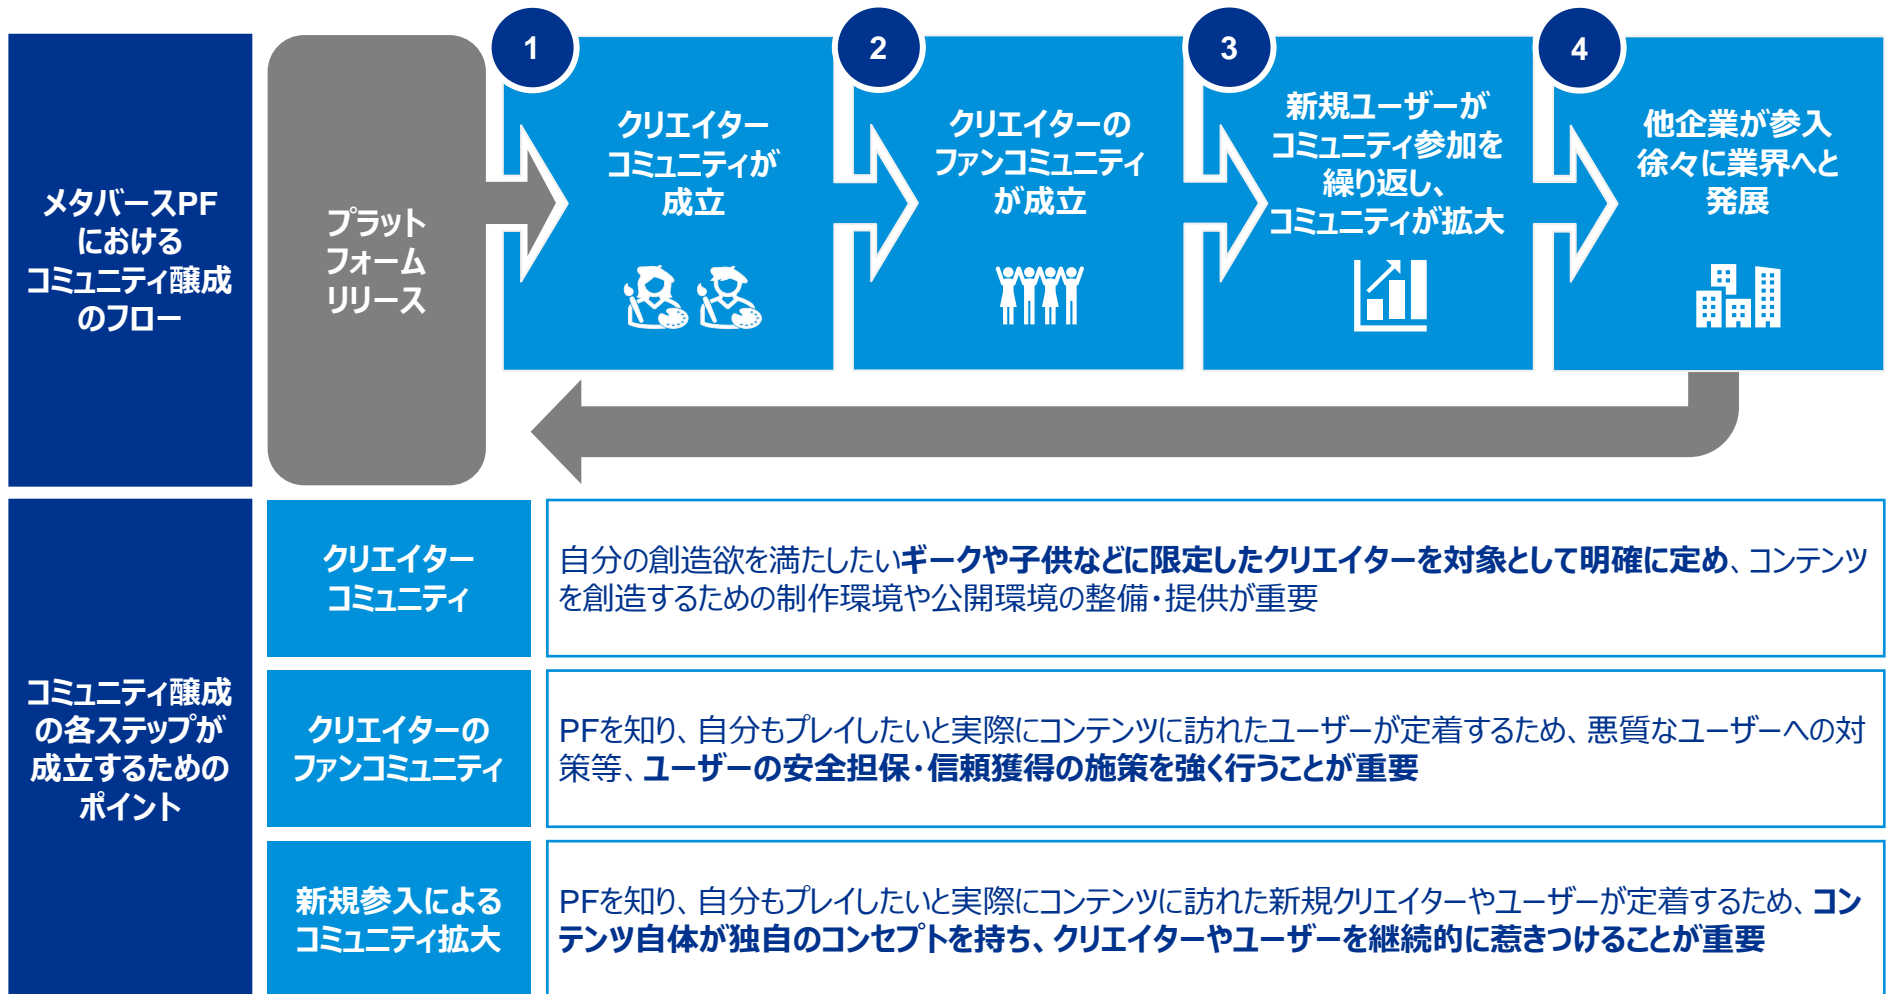 メタバースPF
における
コミュニティ醸成
のフロー
プラット
フォーム
リリース
1
クリエイター
コミュニティが
成立
2
クリエイターの
ファンコミュニティ
が成立
3
新規ユーザーが
コミュニティ参加を
繰り返し、
コミュニティが拡大
4
他企業が参入
徐々に業界へと
発展
コミュニティ醸成
の各ステップが
成立するための
ポイント
クリエイター
コミュニティ
自分の創造欲を満たしたいギークや子供などに限定したクリエイターを対象として明確に定め、コンテンツ
を創造するための制作環境や公開環境の整備・提供が重要
クリエイターの
ファンコミュニティ
PFを知り、自分もプレイしたいと実際にコンテンツに訪れたユーザーが定着するため、悪質なユーザーへの対
策等、ユーザーの安全担保・信頼獲得の施策を強く行うことが重要
新規参入による
コミュニティ拡大
PFを知り、自分もプレイしたいと実際にコンテンツに訪れた新規クリエイターやユーザーが定着するため、コン
テンツ自体が独自のコンセプトを持ち、クリエイターやユーザーを継続的に惹きつけることが重要